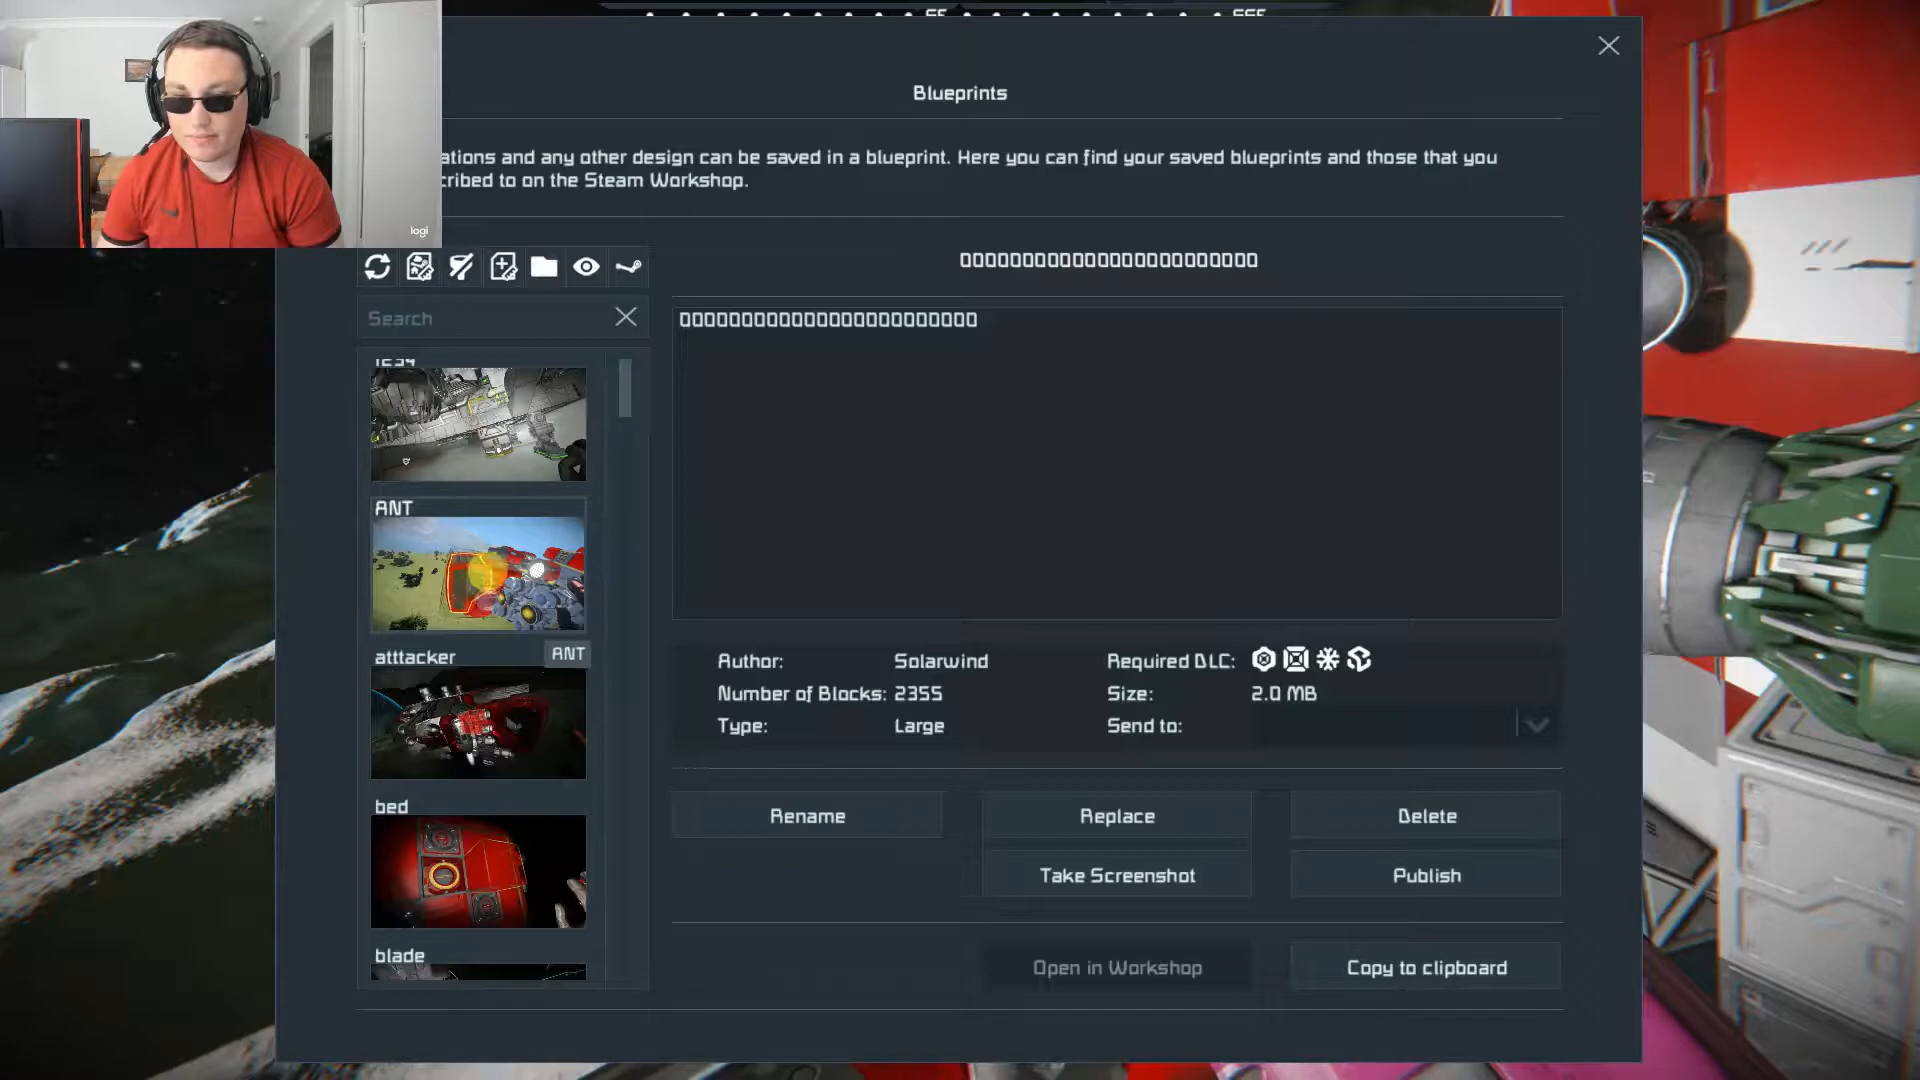 Blueprints
ations and any other design can be saved in a blueprint. Here you can find your saved blueprints and those that you
cribed to on the Steam Workshop.
logi
Search
1234
ANT
atttacker
ANT
bed
blade
Author: Solarwind
Required DLC:
Number of Blocks: 2355
Size: 2.0 MB
Type: Large
Send to:
Rename
Replace
Delete
Take Screenshot
Publish
Open in Workshop
Copy to clipboard